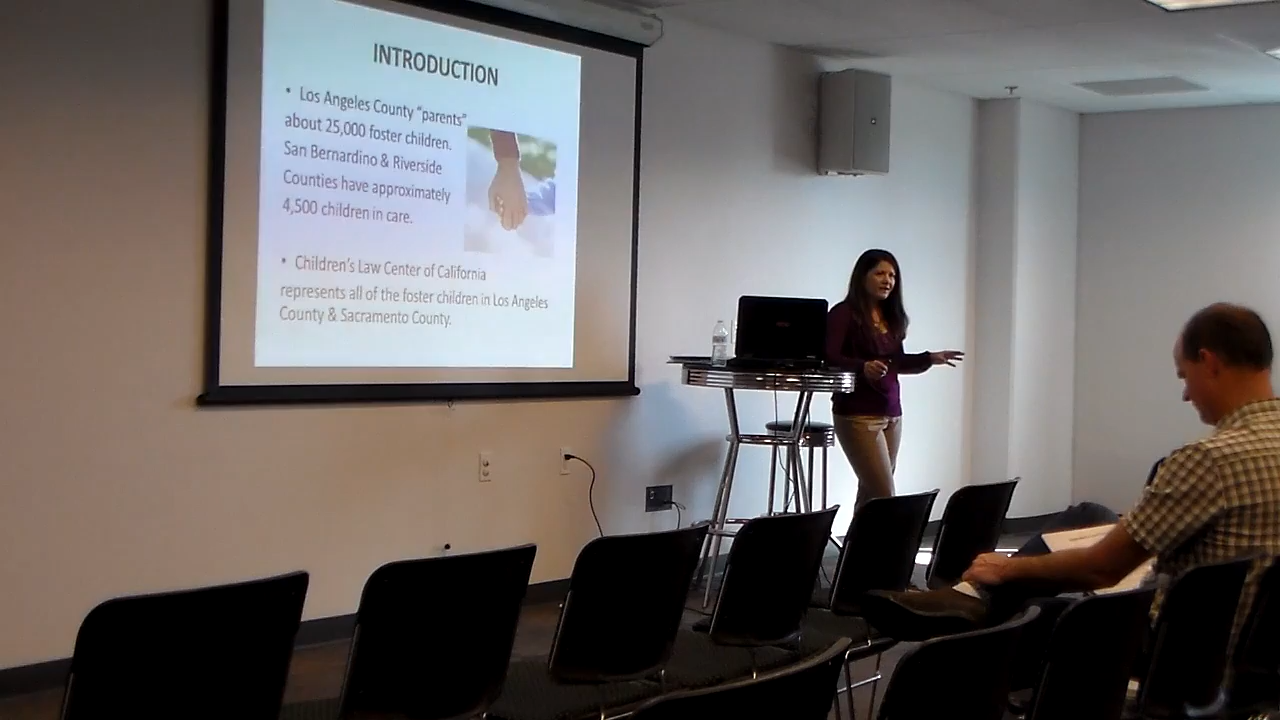 INTRODUCTION
• Los Angeles County "parents"
about 25,000 foster children.
San Bernardino & Riverside
Counties have approximately
4,500 children in care.
• Children's Law Center of California
represents all of the foster children in Los Angeles
County & Sacramento County.